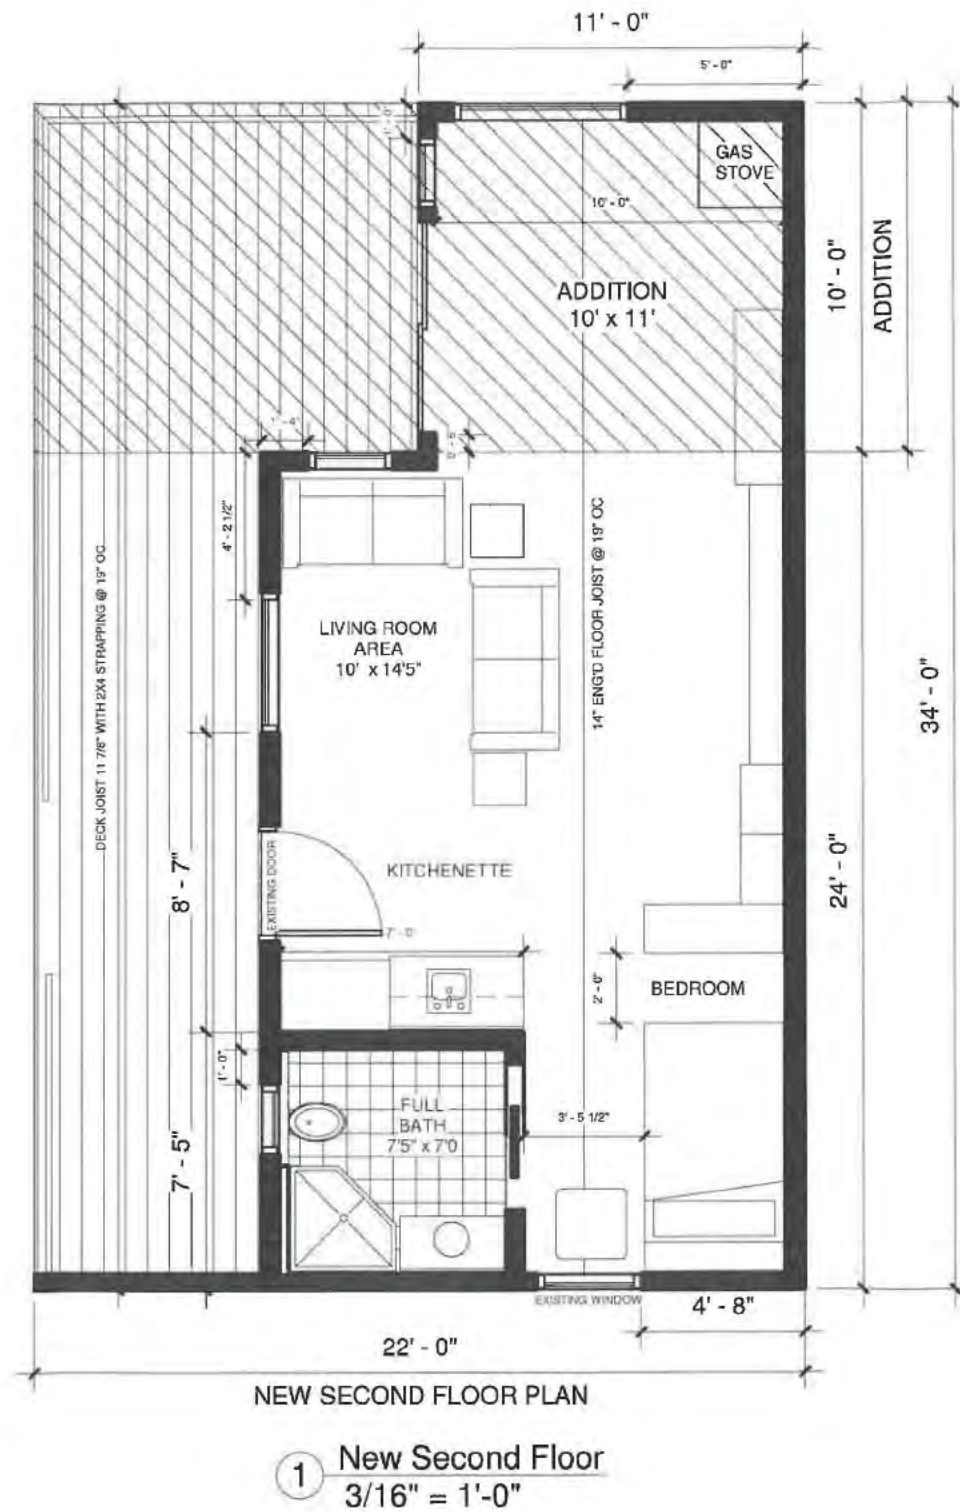 11' - 0"
5'-0"
GAS
STOVE
10'-0"
ADDITION
10' x 11'
10' - 0"
ADDITION
4' - 2 1/2"
DECK JOIST 11 7/8" WITH 2X4 STRAPPING @ 19" OC
LIVING ROOM
AREA
10' x 14'5"
14" ENG'D FLOOR JOIST @ 19" OC
34' - 0"
8' - 7"
EXISTING DOOR
KITCHENETTE
24' - 0"
7'-0"
2'-0"
BEDROOM
1'-0"
FULL
BATH
7'5" x 7'0
3' - 5 1/2"
7' - 5"
EXISTING WINDOW
4' - 8"
22' - 0"
NEW SECOND FLOOR PLAN
1
New Second Floor
3/16" = 1'-0"